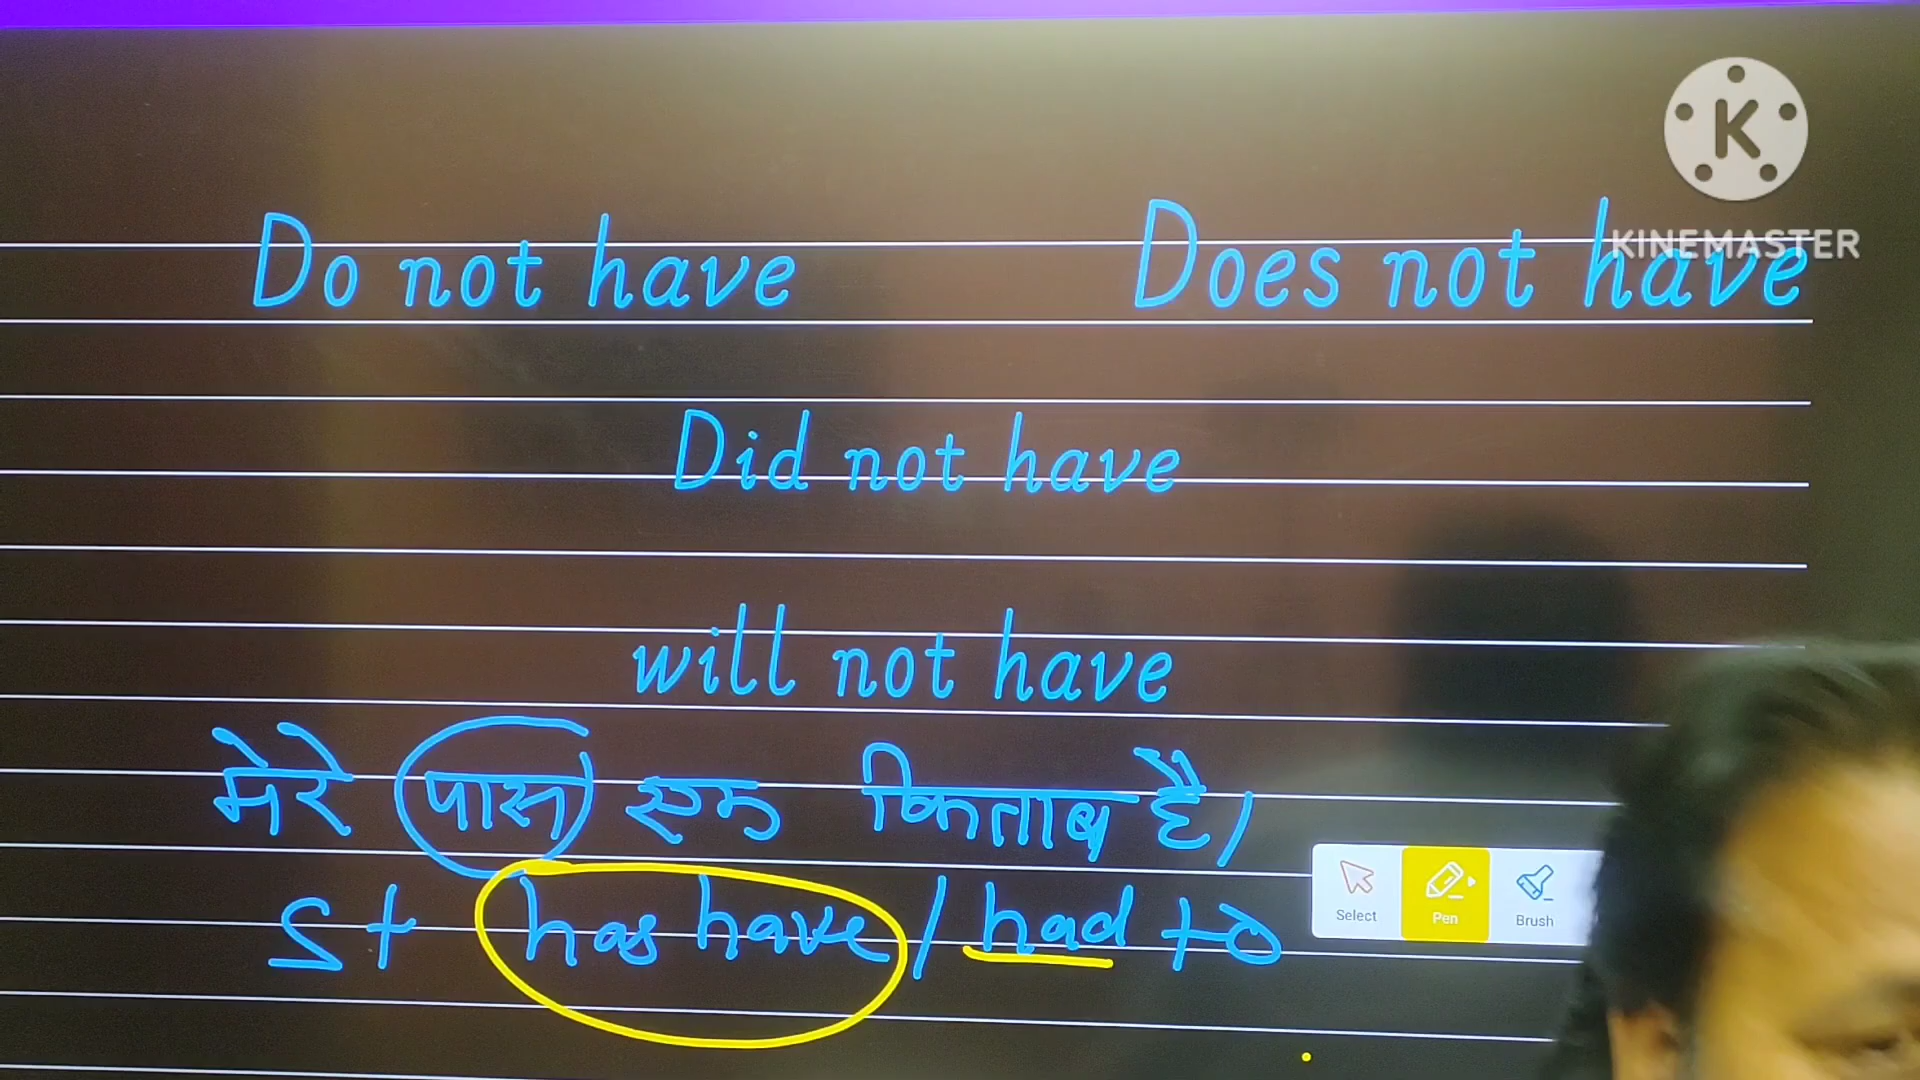 K
KINEMASTER
Do not have Does not have
Did not have
will not have
मेरे पास एक किताब है।
S + has have / had + O
Select Pen Brush